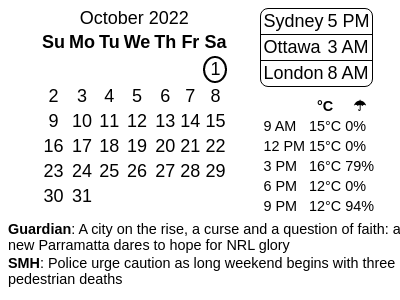 October 2022
Su Mo Tu We Th Fr Sa
1
2 3 4 5 6 7 8
9 10 11 12 13 14 15
16 17 18 19 20 21 22
23 24 25 26 27 28 29
30 31
Sydney 5 PM
Ottawa 3 AM
London 8 AM
°C ☂
9 AM 15°C 0%
12 PM 15°C 0%
3 PM 16°C 79%
6 PM 12°C 0%
9 PM 12°C 94%
Guardian: A city on the rise, a curse and a question of faith: a
new Parramatta dares to hope for NRL glory
SMH: Police urge caution as long weekend begins with three
pedestrian deaths